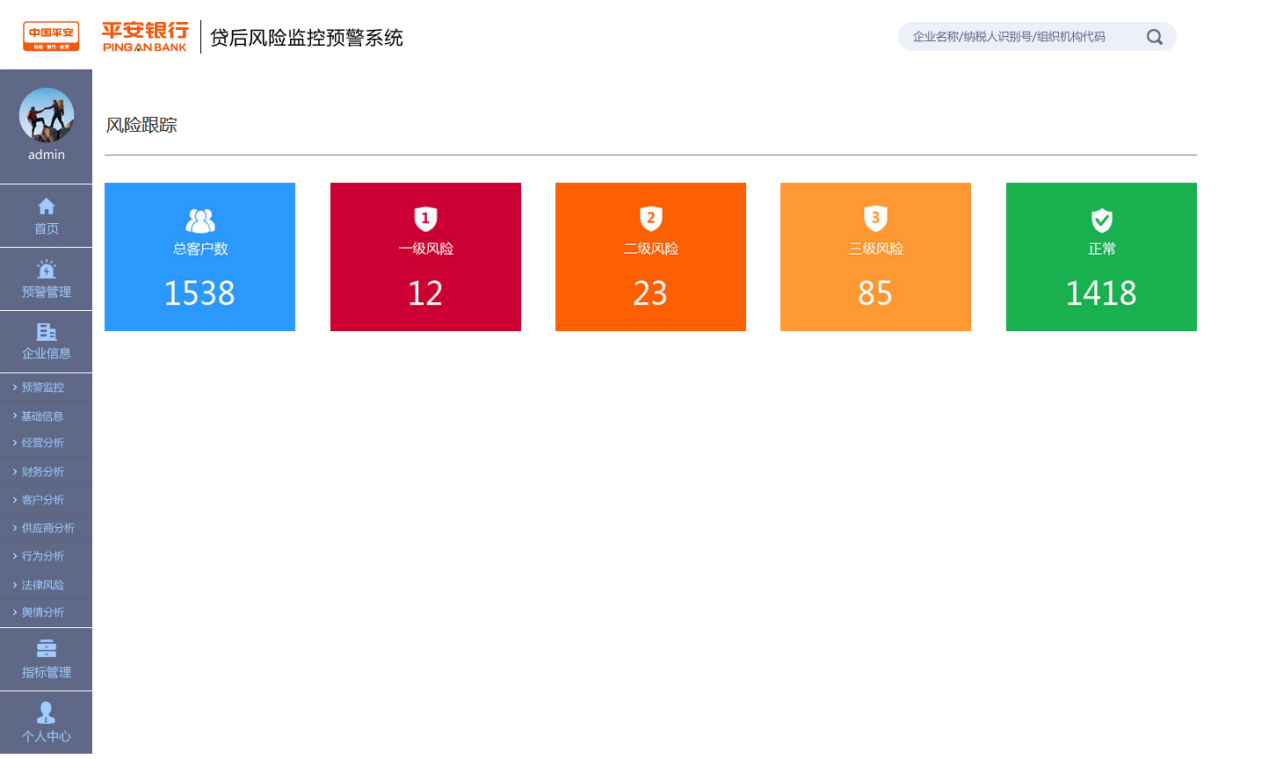 中国平安
保险·银行·投资
平安银行
PING AN BANK
贷后风险监控预警系统
企业名称/纳税人识别号/组织机构代码
admin
首页
预警管理
企业信息
预警监控
基础信息
经营分析
财务分析
客户分析
供应商分析
行为分析
法律风险
舆情分析
指标管理
个人中心
风险跟踪
总客户数
1538
1
一级风险
12
2
二级风险
23
3
三级风险
85
正常
1418